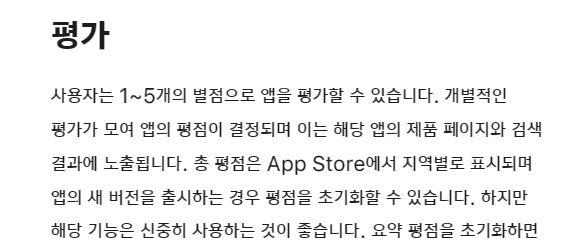 평가
사용자는 1~5개의 별점으로 앱을 평가할 수 있습니다. 개별적인
평가가 모여 앱의 평점이 결정되며 이는 해당 앱의 제품 페이지와 검색
결과에 노출됩니다. 총 평점은 App Store에서 지역별로 표시되며
앱의 새 버전을 출시하는 경우 평점을 초기화할 수 있습니다. 하지만
해당 기능은 신중히 사용하는 것이 좋습니다. 요약 평점을 초기화하면